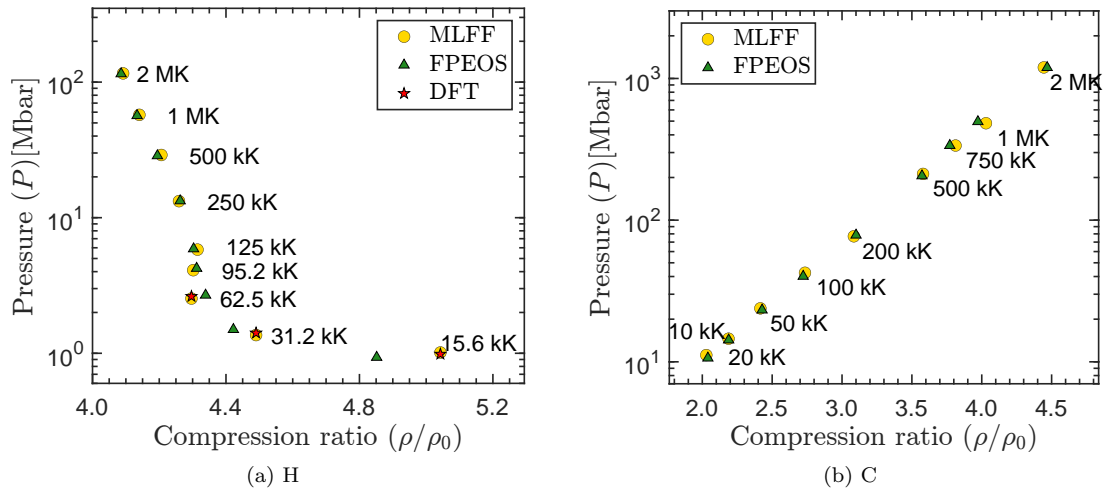 MLFF
FPEOS
DFT
Pressure (P)[Mbar]
10^2
10^1
10^0
2 MK
1 MK
500 kK
250 kK
125 kK
95.2 kK
62.5 kK
31.2 kK
15.6 kK
4.0 4.4 4.8 5.2
Compression ratio (ρ/ρ0)
(a) H
MLFF
FPEOS
Pressure (P)[Mbar]
10^3
10^2
10^1
2 MK
1 MK
750 kK
500 kK
200 kK
100 kK
50 kK
10 kK
20 kK
2.0 2.5 3.0 3.5 4.0 4.5
Compression ratio (ρ/ρ0)
(b) C